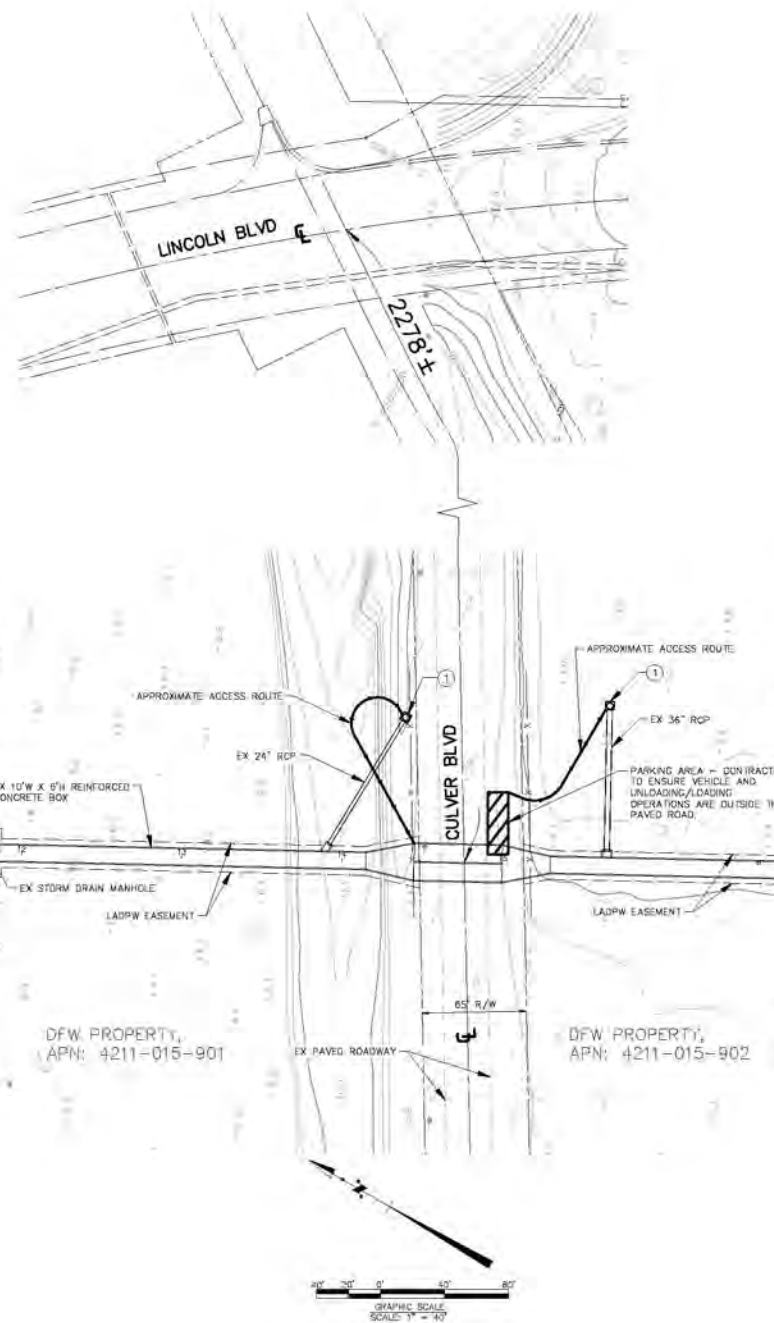 LINCOLN BLVD
2278'±
APPROXIMATE ACCESS ROUTE
1
EX 24" RCP
CULVER BLVD
APPROXIMATE ACCESS ROUTE
1
EX 36" RCP
PARKING AREA – CONTRACT
TO ENSURE VEHICLE AND
UNLOADING/LOADING
OPERATIONS ARE OUTSIDE TH
PAVED ROAD.
X 10'W X 6'H REINFORCED
ONCRETE BOX
EX STORM DRAIN MANHOLE
LADPW EASEMENT
LADPW EASEMENT
65' R/W
DFW PROPERTY,
APN: 4211-015-901
EX PAVED ROADWAY
DFW PROPERTY,
APN: 4211-015-902
N
40' 20' 0' 40' 80'
GRAPHIC SCALE
SCALE: 1" = 40'